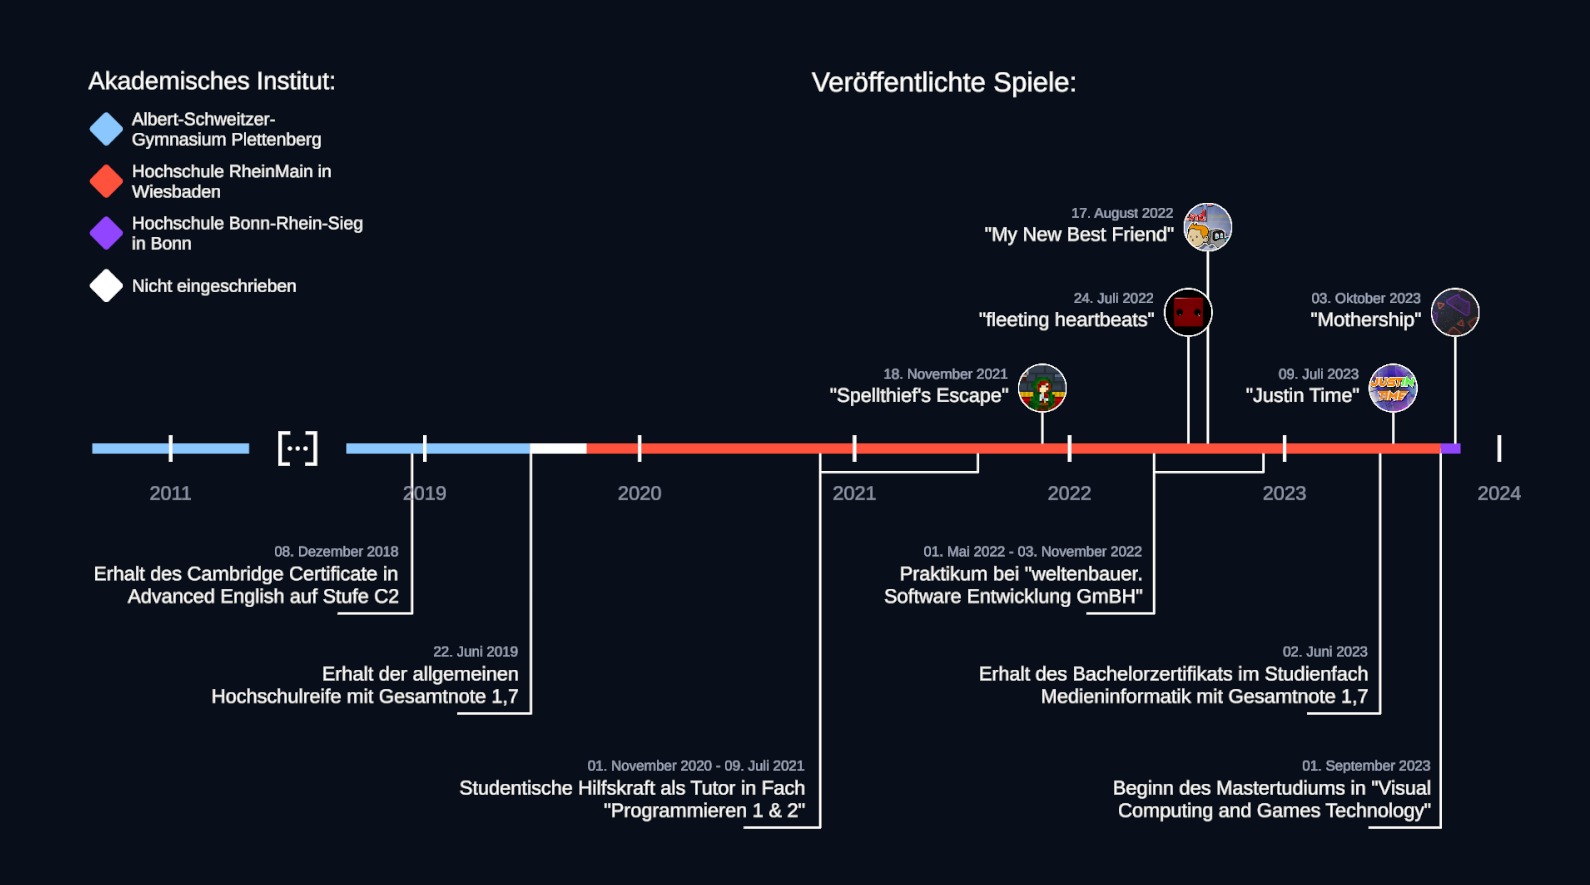 Akademisches Institut:
Albert-Schweitzer-
Gymnasium Plettenberg
Hochschule RheinMain in
Wiesbaden
Hochschule Bonn-Rhein-Sieg
in Bonn
Nicht eingeschrieben
Veröffentlichte Spiele:
17. August 2022
"My New Best Friend"
24. Juli 2022
"fleeting heartbeats"
03. Oktober 2023
"Mothership"
18. November 2021
"Spellthief's Escape"
09. Juli 2023
"Justin Time"
JUSTIN
TIME
[...]
2011
2019
2020
2021
2022
2023
2024
08. Dezember 2018
Erhalt des Cambridge Certificate in
Advanced English auf Stufe C2
01. Mai 2022 - 03. November 2022
Praktikum bei "weltenbauer.
Software Entwicklung GmBH"
22. Juni 2019
Erhalt der allgemeinen
Hochschulreife mit Gesamtnote 1,7
02. Juni 2023
Erhalt des Bachelorzertifikats im Studienfach
Medieninformatik mit Gesamtnote 1,7
01. November 2020 - 09. Juli 2021
Studentische Hilfskraft als Tutor in Fach
"Programmieren 1 & 2"
01. September 2023
Beginn des Mastertudiums in "Visual
Computing and Games Technology"